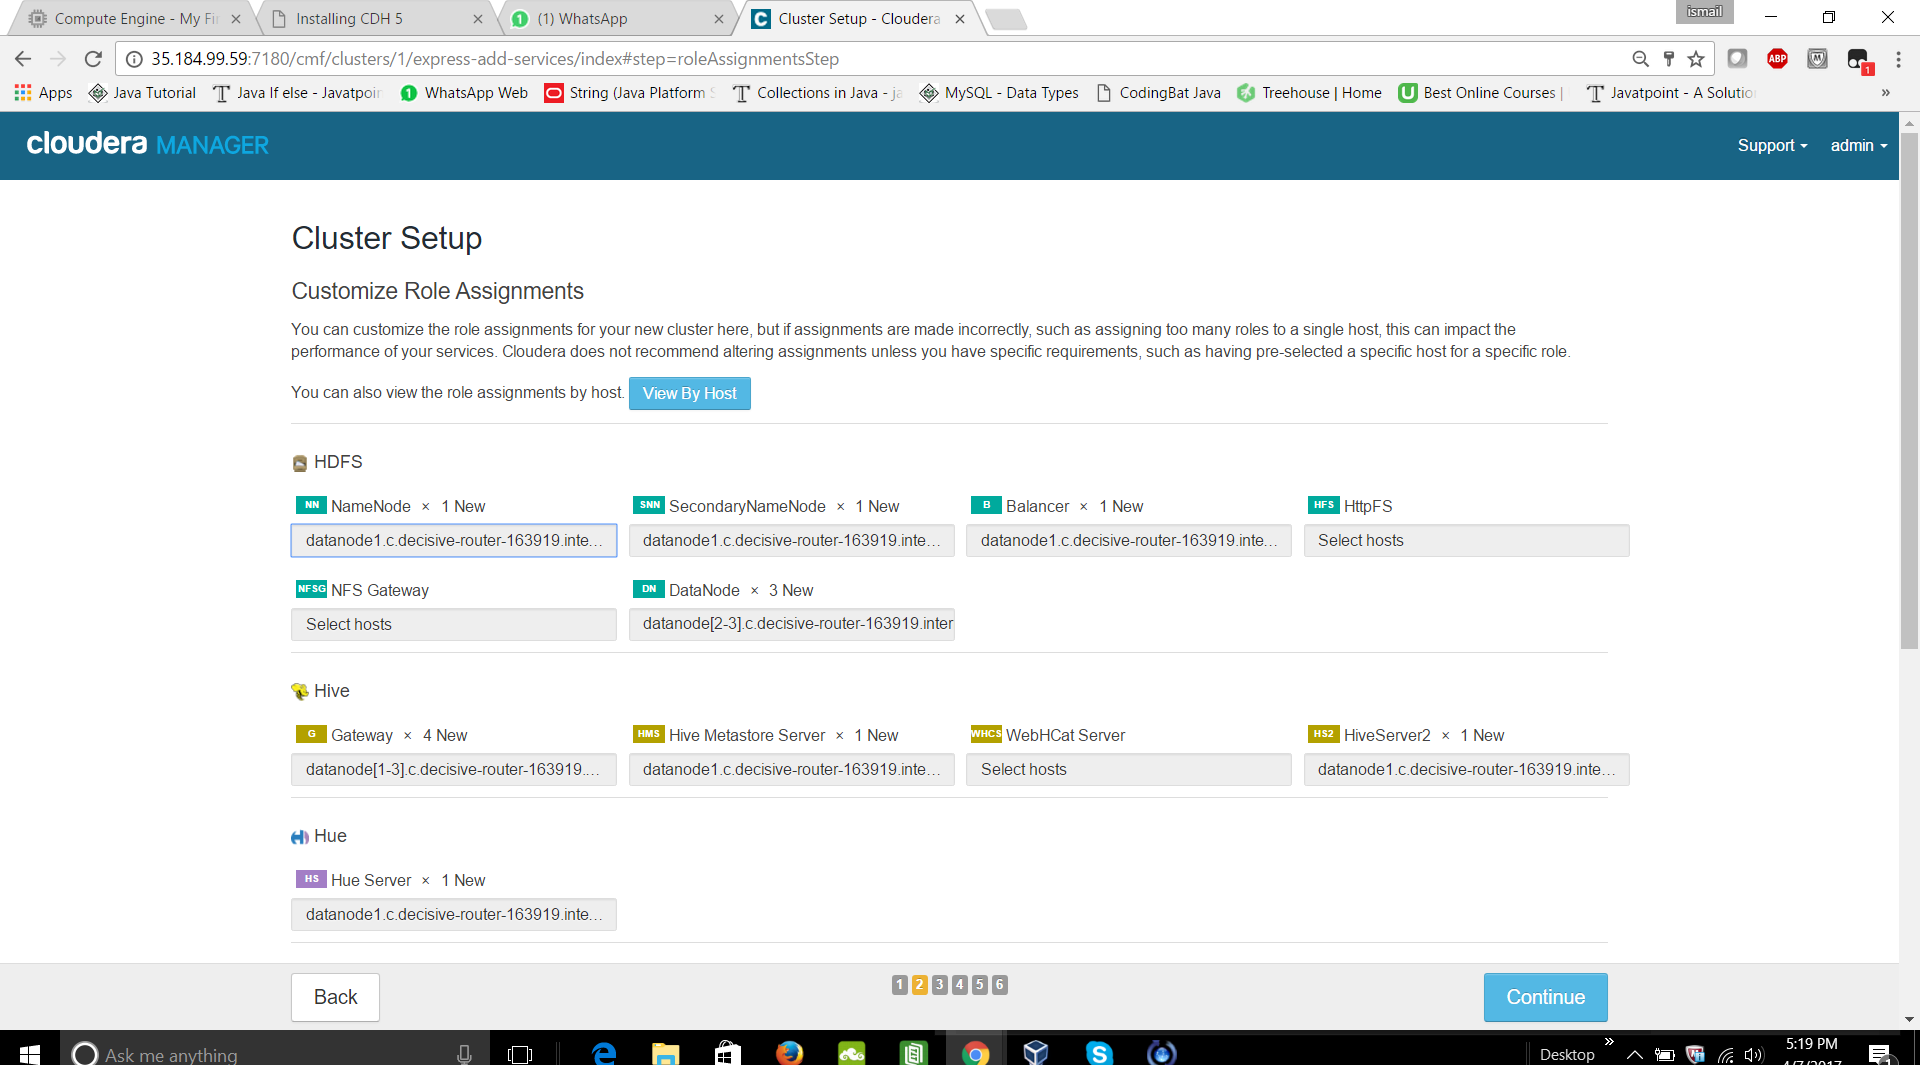 Compute Engine - My Fi
Installing CDH 5
(1) WhatsApp
Cluster Setup - Cloudera
ismail
35.184.99.59:7180/cmf/clusters/1/express-add-services/index#step=roleAssignmentsStep
ABP
1
Apps
Java Tutorial
Java If else - Javatpoin
WhatsApp Web
String (Java Platform S
Collections in Java - ja
MySQL - Data Types
CodingBat Java
Treehouse | Home
Best Online Courses |
Javatpoint - A Solutio
»
cloudera MANAGER
Support
admin
Cluster Setup
Customize Role Assignments
You can customize the role assignments for your new cluster here, but if assignments are made incorrectly, such as assigning too many roles to a single host, this can impact the
performance of your services. Cloudera does not recommend altering assignments unless you have specific requirements, such as having pre-selected a specific host for a specific role.
You can also view the role assignments by host. View By Host
HDFS
NN NameNode × 1 New
SNN SecondaryNameNode × 1 New
B Balancer × 1 New
HFS HttpFS
datanode1.c.decisive-router-163919.inte...
datanode1.c.decisive-router-163919.inte...
datanode1.c.decisive-router-163919.inte...
Select hosts
NFSG NFS Gateway
DN DataNode × 3 New
Select hosts
datanode[2-3].c.decisive-router-163919.inter
Hive
G Gateway × 4 New
HMS Hive Metastore Server × 1 New
WHCS WebHCat Server
HS2 HiveServer2 × 1 New
datanode[1-3].c.decisive-router-163919....
datanode1.c.decisive-router-163919.inte...
Select hosts
datanode1.c.decisive-router-163919.inte...
Hue
HS Hue Server × 1 New
datanode1.c.decisive-router-163919.inte...
Back
1 2 3 4 5 6
Continue
Ask me anything
Desktop
»
5:19 PM
4/7/2017